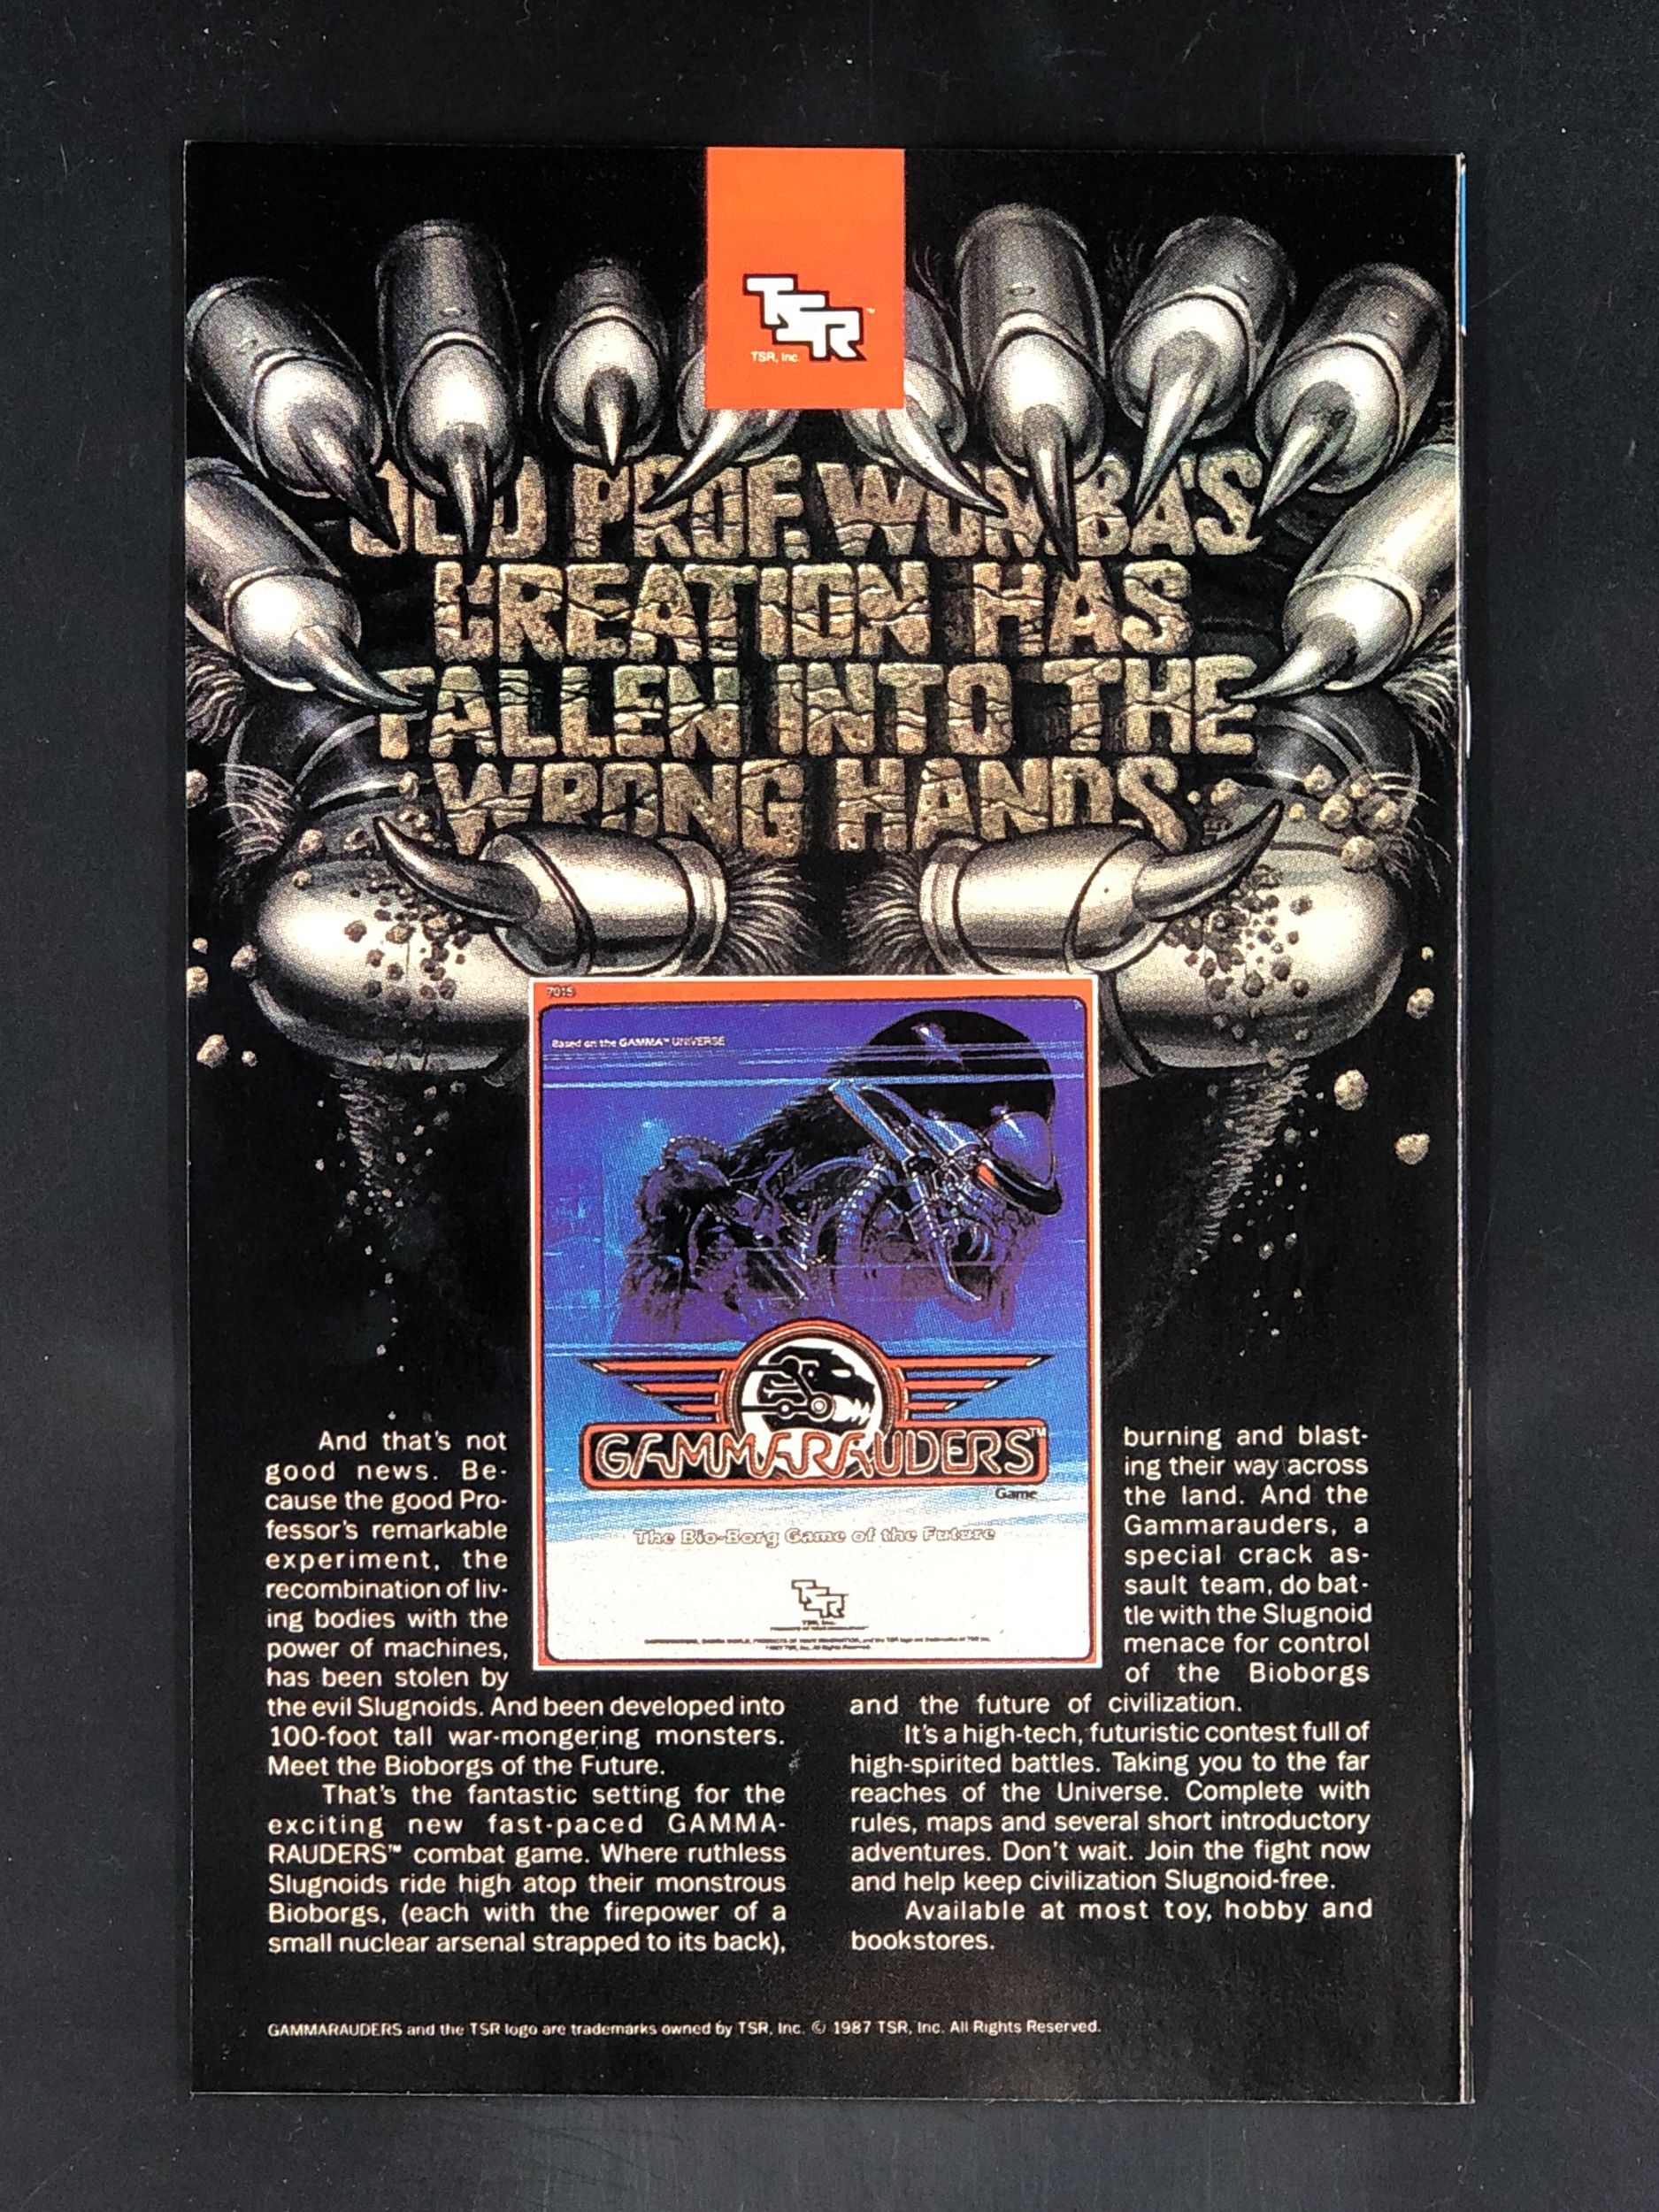 TSR™
TSR, Inc.
OLD PROF. WOMBA'S
CREATION HAS
FALLEN INTO THE
WRONG HANDS
7015
Based on the GAMMA™ UNIVERSE
GAMMARAUDERS™
Game
The Bio-Borg Game of the Future
TSR
TSR, Inc.
And that's not
good news. Be-
cause the good Pro-
fessor's remarkable
experiment, the
recombination of liv-
ing bodies with the
power of machines,
has been stolen by
the evil Slugnoids. And been developed into
100-foot tall war-mongering monsters.
Meet the Bioborgs of the Future.
That's the fantastic setting for the
exciting new fast-paced GAMMA-
RAUDERS™ combat game. Where ruthless
Slugnoids ride high atop their monstrous
Bioborgs, (each with the firepower of a
small nuclear arsenal strapped to its back),
burning and blast-
ing their way across
the land. And the
Gammarauders, a
special crack as-
sault team, do bat-
tle with the Slugnoid
menace for control
of the Bioborgs
and the future of civilization.
It's a high-tech, futuristic contest full of
high-spirited battles. Taking you to the far
reaches of the Universe. Complete with
rules, maps and several short introductory
adventures. Don't wait. Join the fight now
and help keep civilization Slugnoid-free.
Available at most toy, hobby and
bookstores.
GAMMARAUDERS and the TSR logo are trademarks owned by TSR, Inc. © 1987 TSR, Inc. All Rights Reserved.